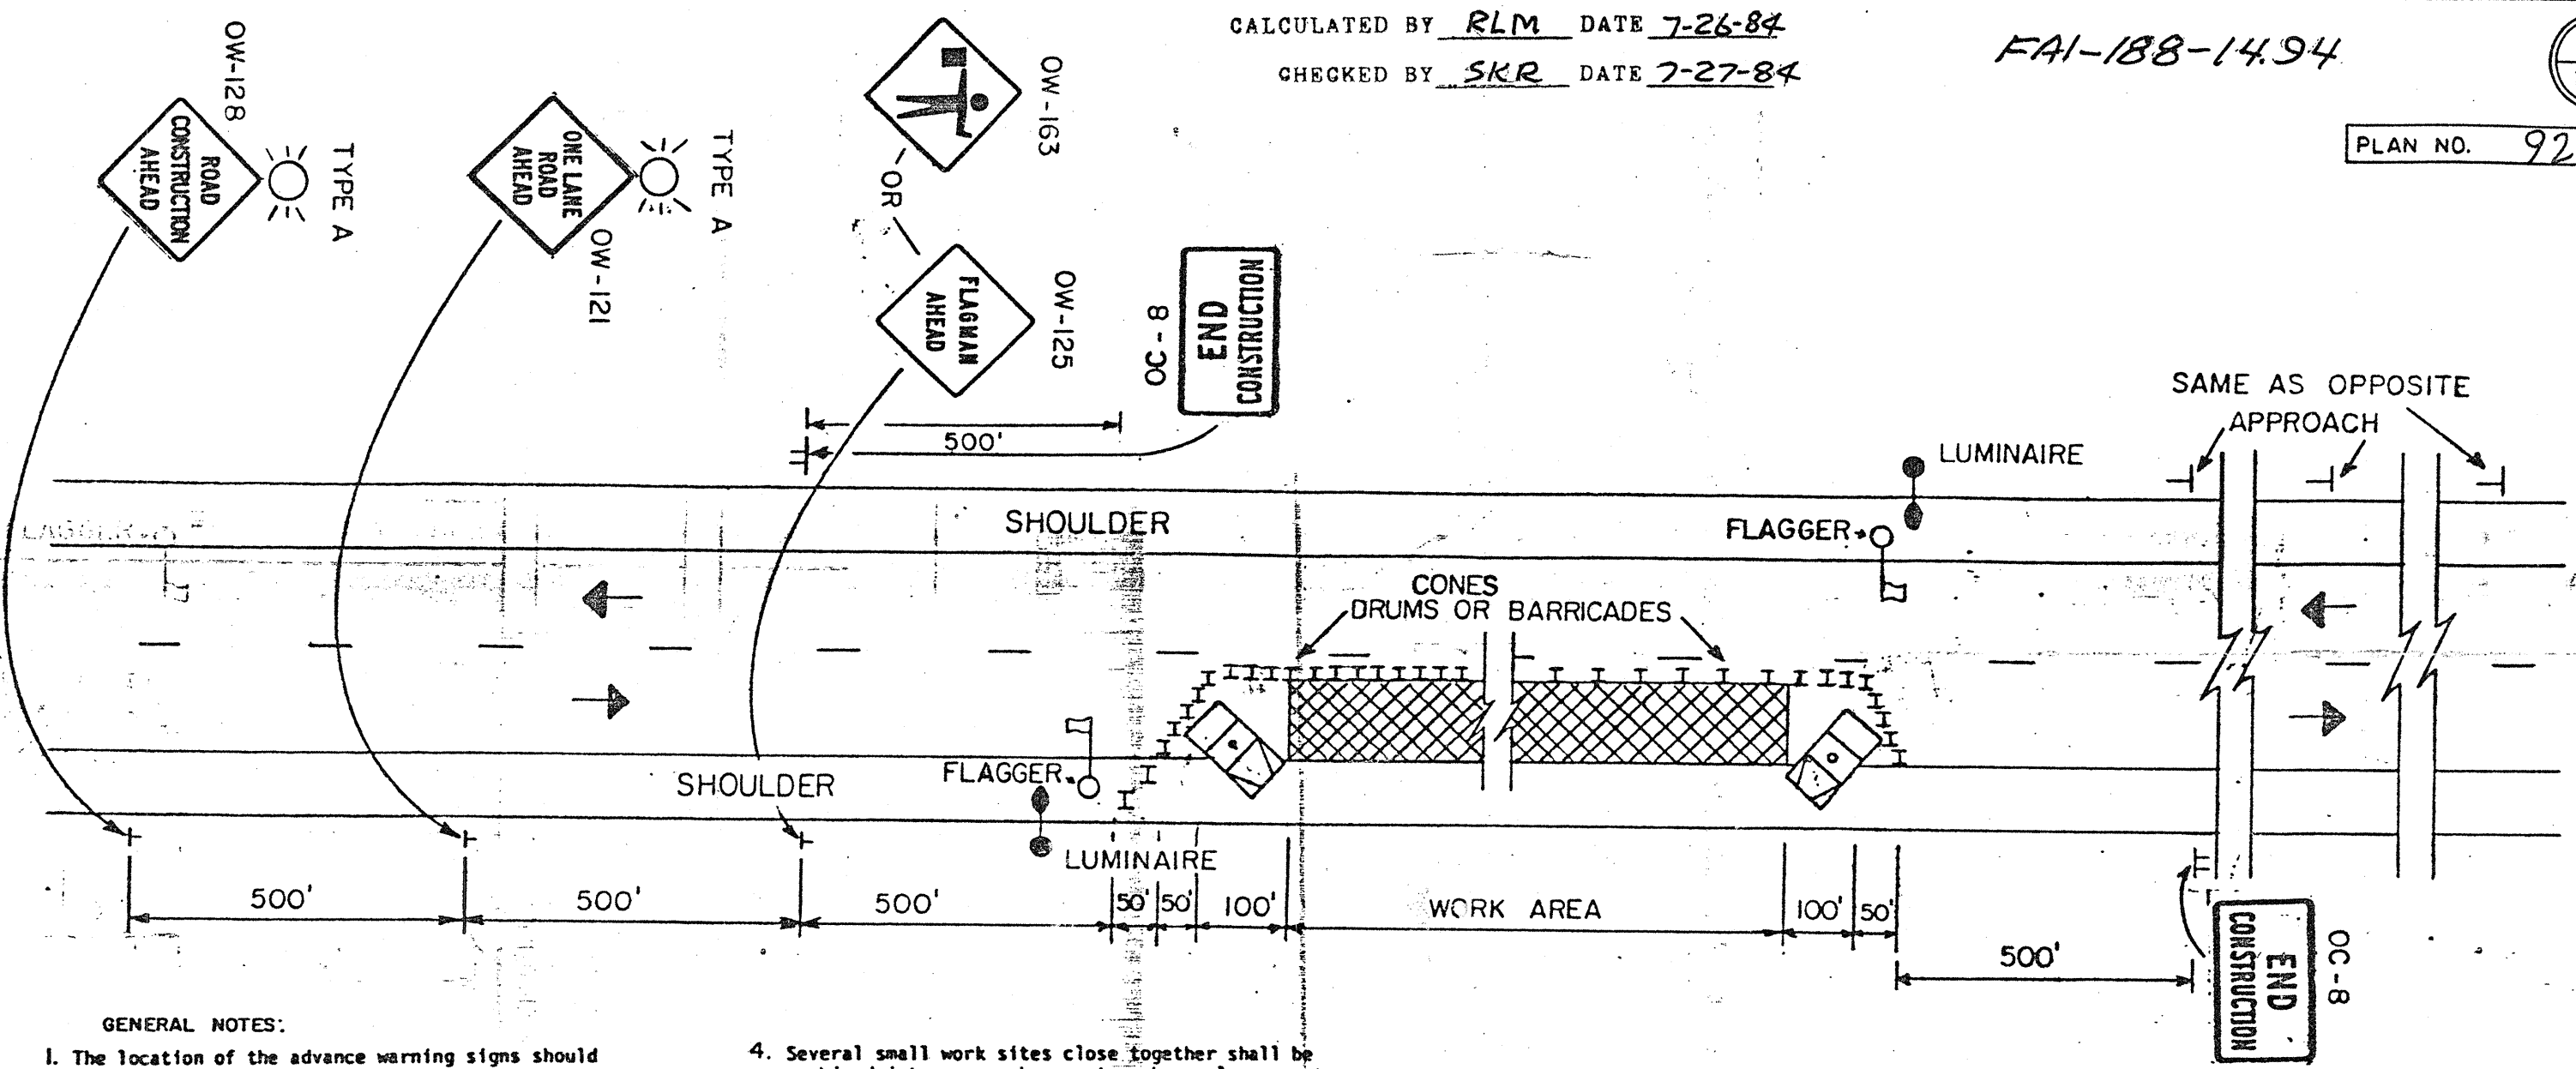 CALCULATED BY RLM DATE 7-26-84
CHECKED BY SKR DATE 7-27-84
FAI-188-14.94
PLAN NO. 92
OW-128
ROAD
CONSTRUCTION
AHEAD
TYPE A
ONE LANE
ROAD
AHEAD
OW-121
TYPE A
OW-163
OR
FLAGMAN
AHEAD
OW-125
OC-8
END
CONSTRUCTION
500'
SAME AS OPPOSITE
APPROACH
LUMINAIRE
SHOULDER
FLAGGER
CONES
DRUMS OR BARRICADES
SHOULDER
FLAGGER
LUMINAIRE
500'
500'
500'
50'
50'
100'
WORK AREA
100'
50'
500'
OC-8
END
CONSTRUCTION
GENERAL NOTES:
1. The location of the advance warning signs should
4. Several small work sites close together shall be